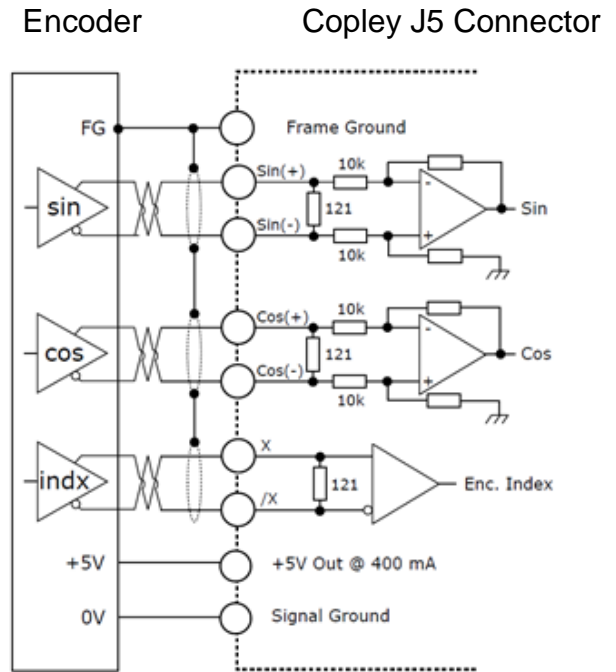 Encoder Copley J5 Connector
FG Frame Ground
Sin(+) 10k
-
sin 121 Sin
Sin(-) +
10k
Cos(+) 10k
-
cos 121 Cos
Cos(-) +
10k
X
indx 121 Enc. Index
/X
+5V +5V Out @ 400 mA
0V Signal Ground